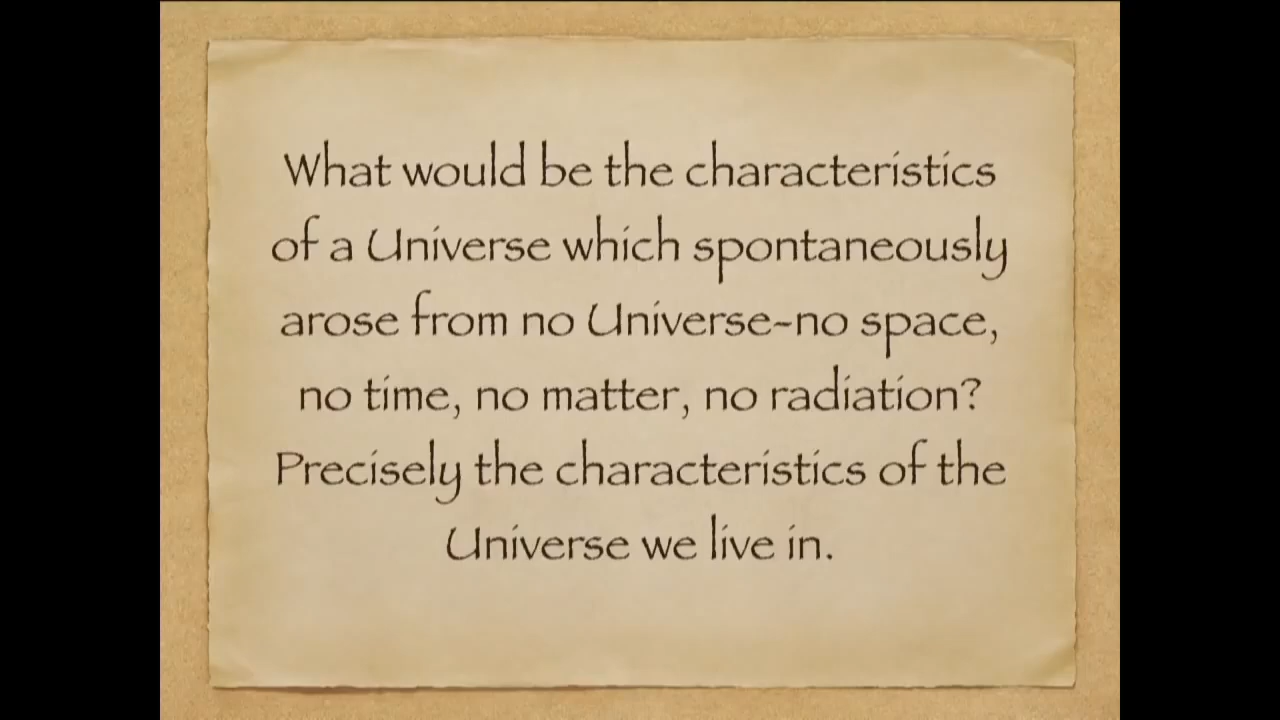 What would be the characteristics
of a Universe which spontaneously
arose from no Universe-no space,
no time, no matter, no radiation?
Precisely the characteristics of the
Universe we live in.